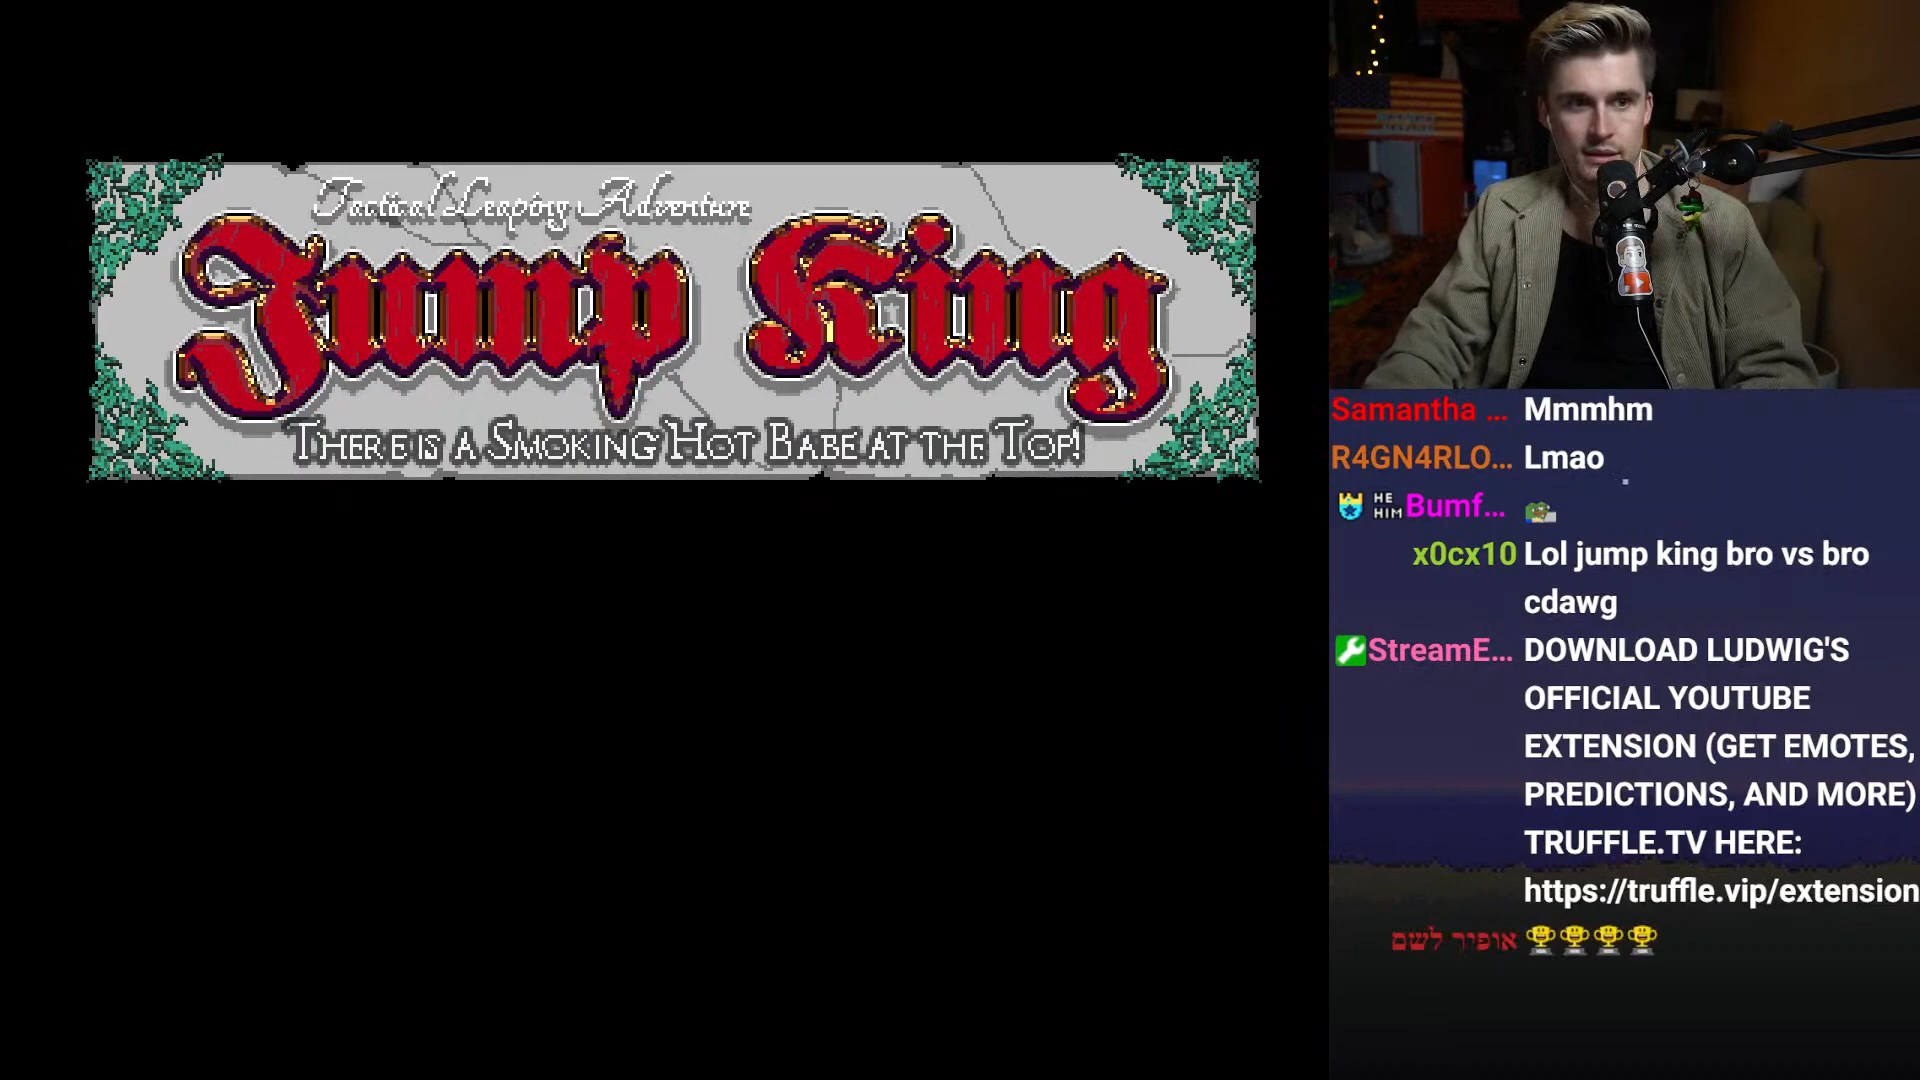 Tactical Leaping Adventure
Jump King
THERE IS A SMOKING HOT BABE AT THE TOP!
Samantha ... Mmmhm
R4GN4RLO... Lmao
HE HIM Bumf...
x0cx10 Lol jump king bro vs bro
cdawg
StreamE... DOWNLOAD LUDWIG'S
OFFICIAL YOUTUBE
EXTENSION (GET EMOTES,
PREDICTIONS, AND MORE)
TRUFFLE.TV HERE:
https://truffle.vip/extension
אופיר לשם 🏆🏆🏆🏆